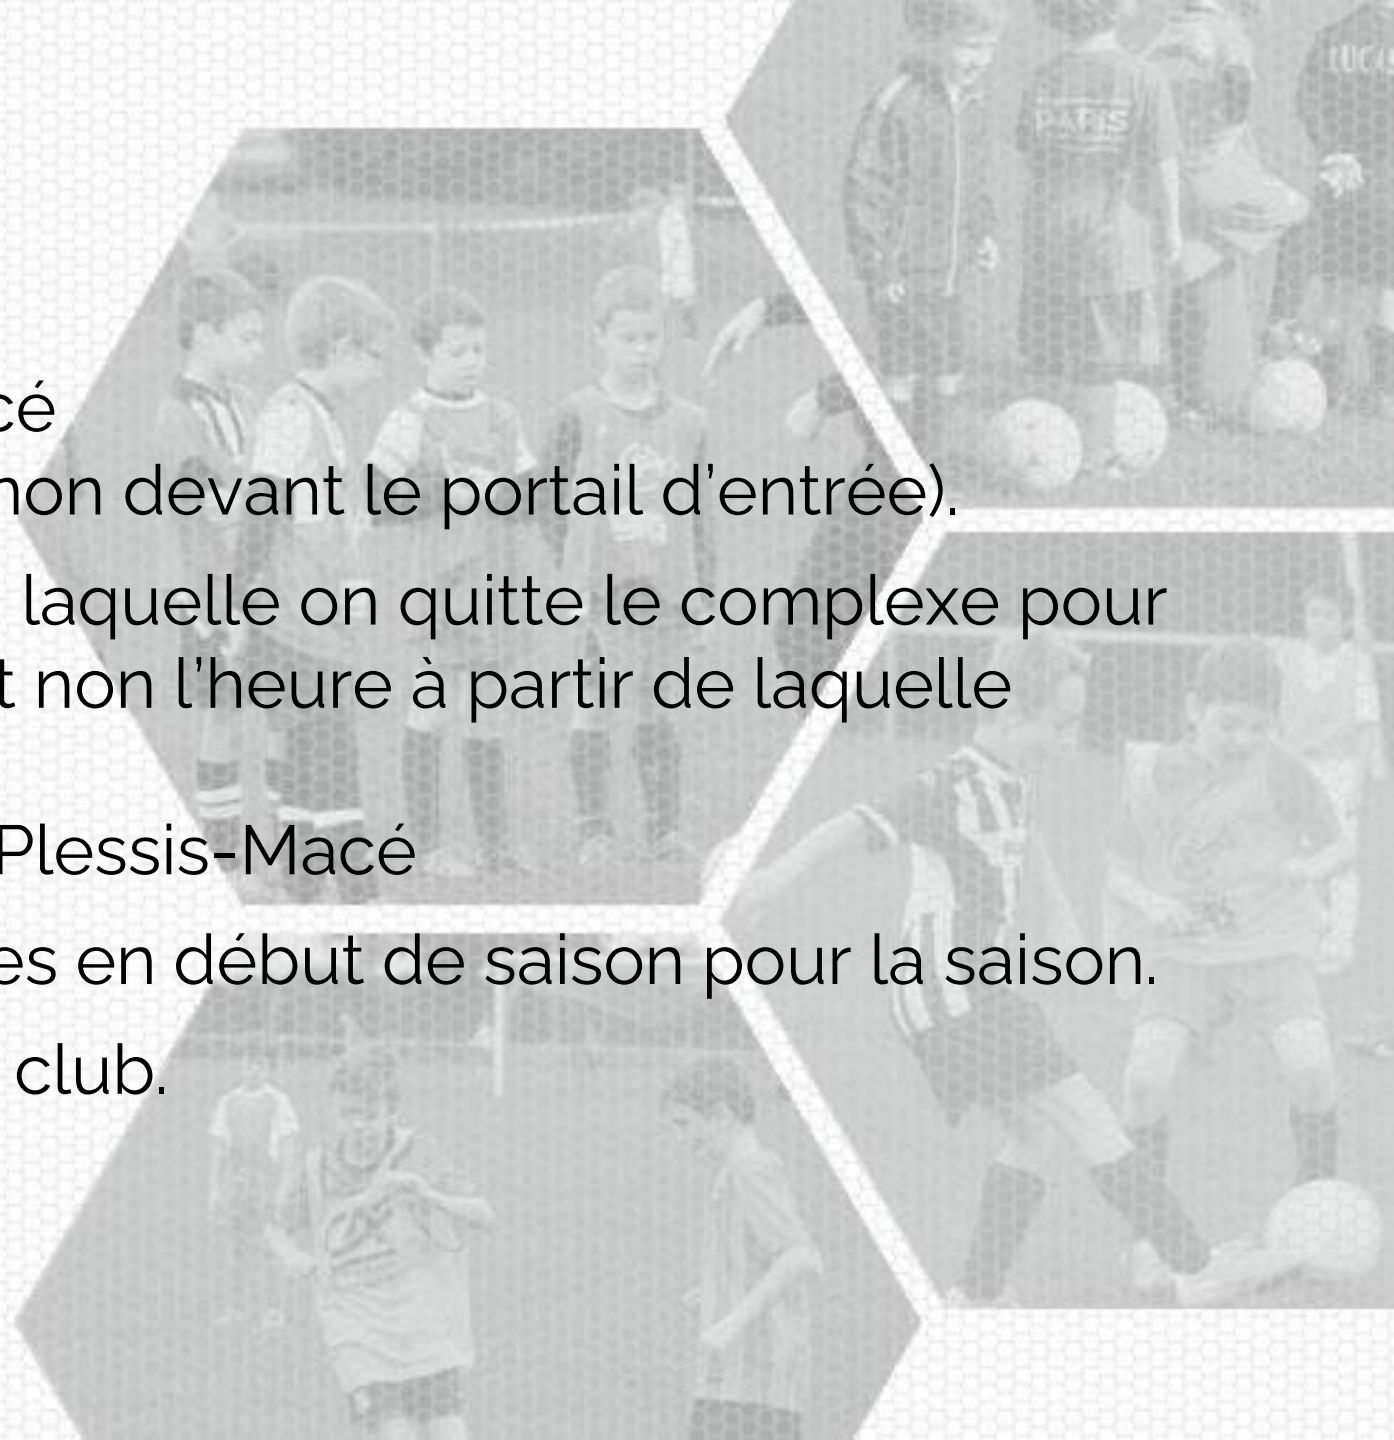 PARIS
cé
non devant le portail d’entrée).
laquelle on quitte le complexe pour
t non l’heure à partir de laquelle
Plessis-Macé
es en début de saison pour la saison.
club.